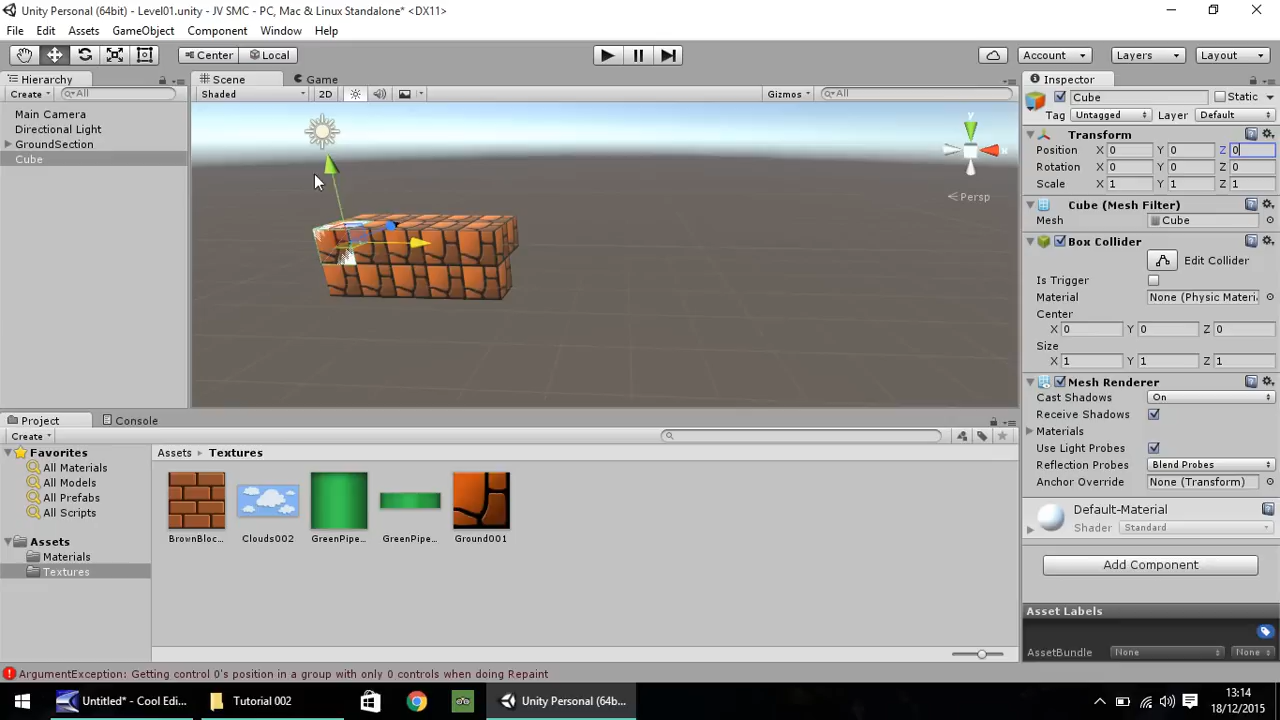 Unity Personal (64bit) - Level01.unity - JV SMC - PC, Mac & Linux Standalone* <DX11>
File Edit Assets GameObject Component Window Help
Center Local Account Layers Layout
Hierarchy Scene Game Inspector
Create All Shaded 2D Gizmos All Cube Static
Tag Untagged Layer Default
Main Camera
Directional Light
GroundSection
Cube
y
x
Persp
Transform
Position X 0 Y 0 Z 0
Rotation X 0 Y 0 Z 0
Scale X 1 Y 1 Z 1
Cube (Mesh Filter)
Mesh Cube
Box Collider
Edit Collider
Is Trigger
Material None (Physic Materi
Center
X 0 Y 0 Z 0
Size
X 1 Y 1 Z 1
Mesh Renderer
Cast Shadows On
Receive Shadows
Materials
Use Light Probes
Reflection Probes Blend Probes
Anchor Override None (Transform)
Default-Material
Shader Standard
Add Component
Asset Labels
AssetBundle None None
Project Console
Create
Favorites
All Materials
All Models
All Prefabs
All Scripts
Assets
Materials
Textures
Assets Textures
BrownBloc... Clouds002 GreenPipe... GreenPipe... Ground001
ArgumentException: Getting control 0's position in a group with only 0 controls when doing Repaint
Untitled* - Cool Edi... Tutorial 002 Unity Personal (64b...
13:14
18/12/2015